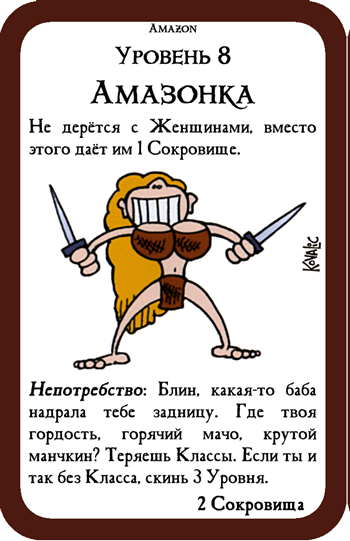 Amazon
Уровень 8
Амазонка
Не дерётся с Женщинами, вместо
этого даёт им 1 Сокровище.
Kovalic
Непотребство: Блин, какая-то баба
надрала тебе задницу. Где твоя
гордость, горячий мачо, крутой
манчкин? Теряешь Классы. Если ты и
так без Класса, скинь 3 Уровня.
2 Сокровища